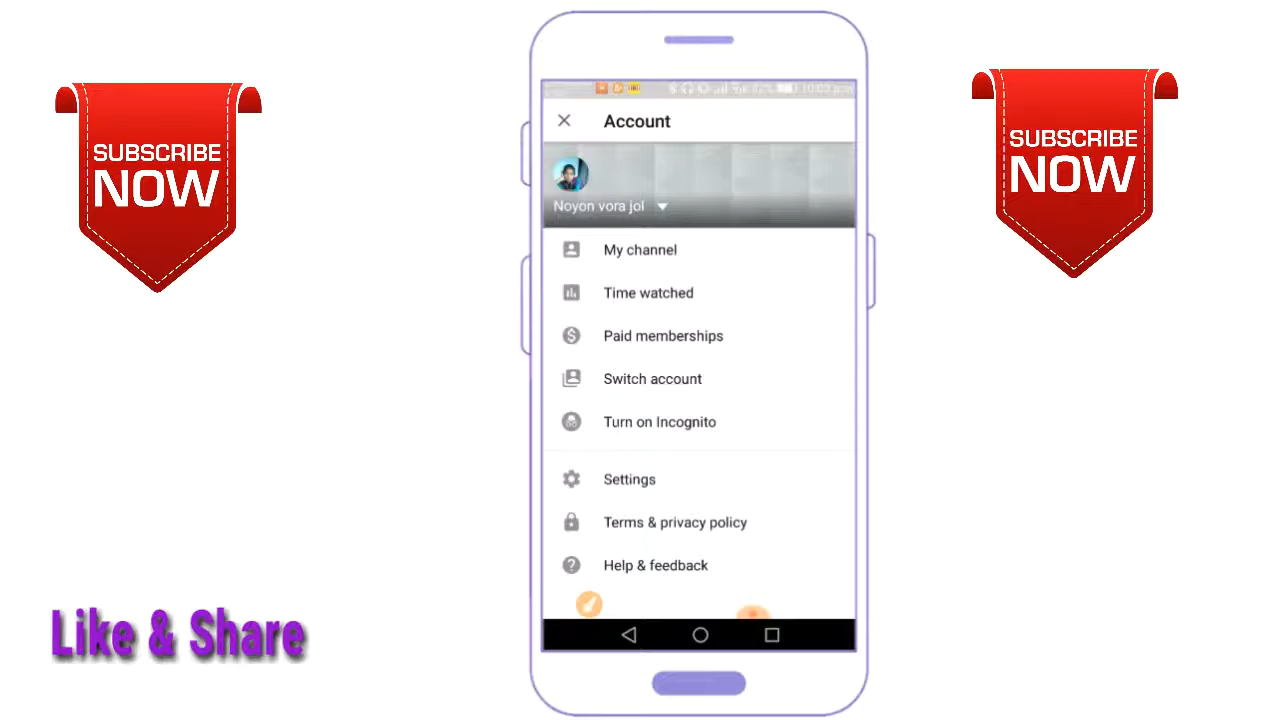 SUBSCRIBE
NOW
Account
Noyon vora jol
My channel
Time watched
Paid memberships
Switch account
Turn on Incognito
Settings
Terms & privacy policy
Help & feedback
SUBSCRIBE
NOW
Like & Share